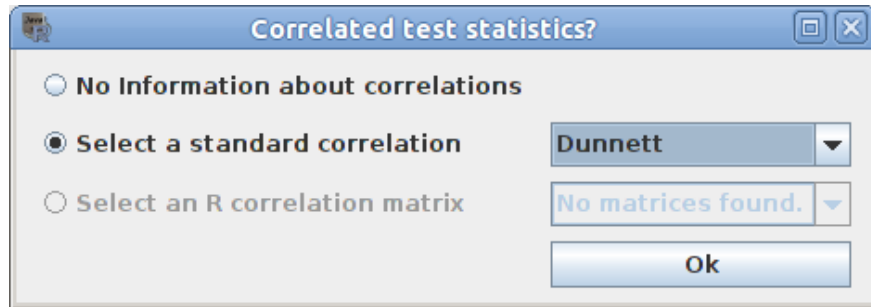 Correlated test statistics?
No Information about correlations
Select a standard correlation Dunnett
Select an R correlation matrix No matrices found.
Ok